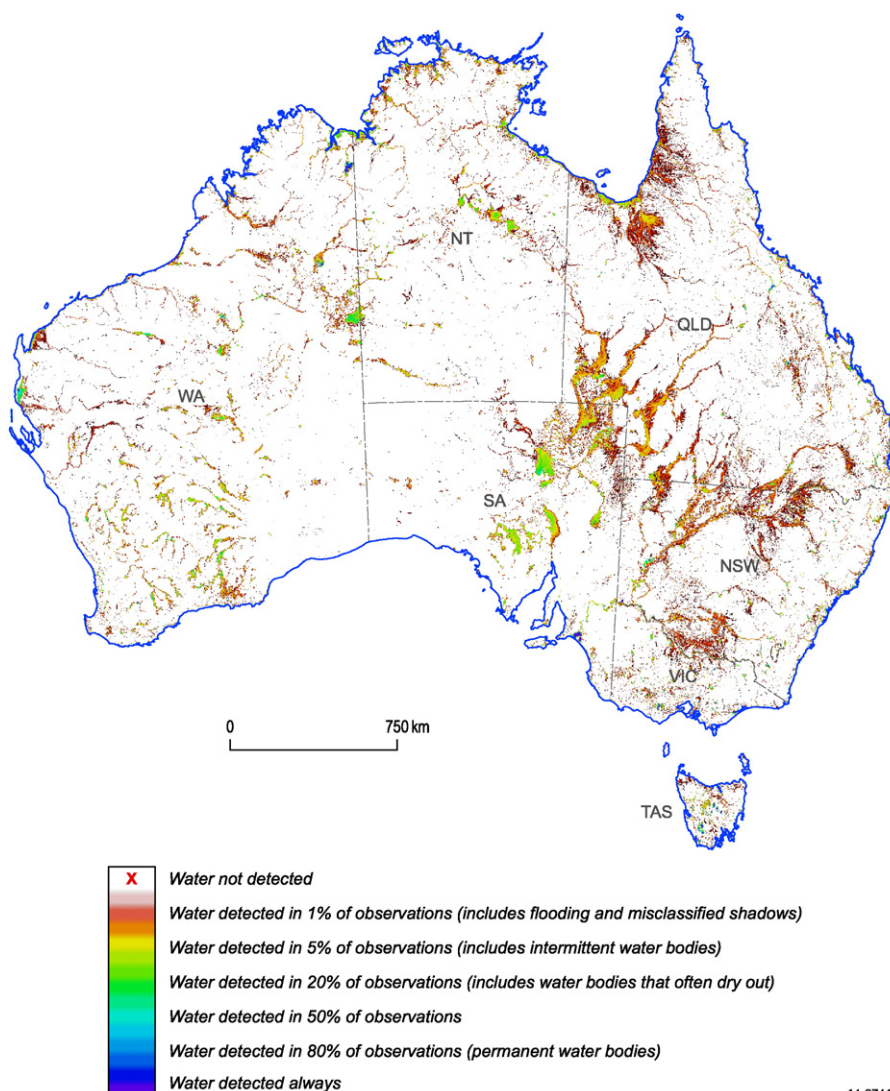 NT
QLD
WA
SA
NSW
VIC
0 750 km
TAS
X Water not detected
Water detected in 1% of observations (includes flooding and misclassified shadows)
Water detected in 5% of observations (includes intermittent water bodies)
Water detected in 20% of observations (includes water bodies that often dry out)
Water detected in 50% of observations
Water detected in 80% of observations (permanent water bodies)
Water detected always